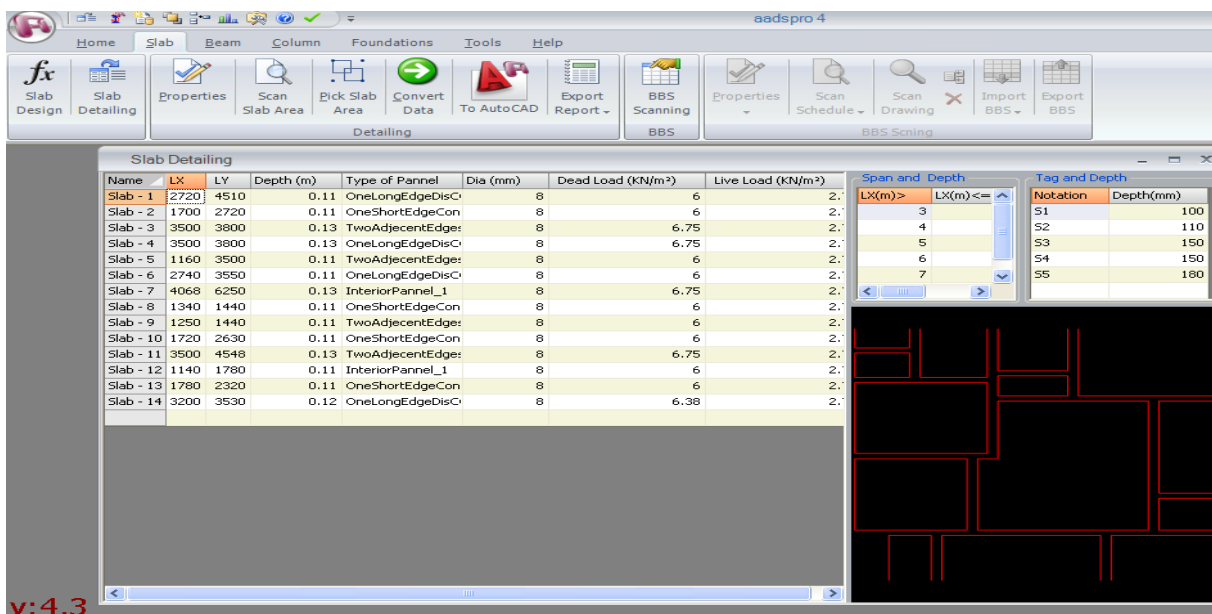 aadspro 4
Home Slab Beam Column Foundations Tools Help
fx
Slab Design
Slab Detailing
Properties
Scan Slab Area
Pick Slab Area
Convert Data
To AutoCAD
Export Report
BBS Scanning
Properties
Scan Schedule
Scan Drawing
Import BBS
Export BBS
Detailing BBS BBS Scning
Slab Detailing
Name LX LY Depth (m) Type of Pannel Dia (mm) Dead Load (KN/m²) Live Load (KN/m²)
Slab - 1 2720 4510 0.11 OneLongEdgeDisC 8 6 2.
Slab - 2 1700 2720 0.11 OneShortEdgeCon 8 6 2.
Slab - 3 3500 3800 0.13 TwoAdjecentEdges 8 6.75 2.
Slab - 4 3500 3800 0.13 OneLongEdgeDisC 8 6.75 2.
Slab - 5 1160 3500 0.11 TwoAdjecentEdges 8 6 2.
Slab - 6 2740 3550 0.11 OneLongEdgeDisC 8 6 2.
Slab - 7 4068 6250 0.13 InteriorPannel_1 8 6.75 2.
Slab - 8 1340 1440 0.11 OneShortEdgeCon 8 6 2.
Slab - 9 1250 1440 0.11 TwoAdjecentEdges 8 6 2.
Slab - 10 1720 2630 0.11 OneShortEdgeCon 8 6 2.
Slab - 11 3500 4548 0.13 TwoAdjecentEdges 8 6.75 2.
Slab - 12 1140 1780 0.11 InteriorPannel_1 8 6 2.
Slab - 13 1780 2320 0.11 OneShortEdgeCon 8 6 2.
Slab - 14 3200 3530 0.12 OneLongEdgeDisC 8 6.38 2.
Span and Depth
LX(m)> LX(m)<=
3
4
5
6
7
Tag and Depth
Notation Depth(mm)
S1 100
S2 110
S3 150
S4 150
S5 180
v:4.3